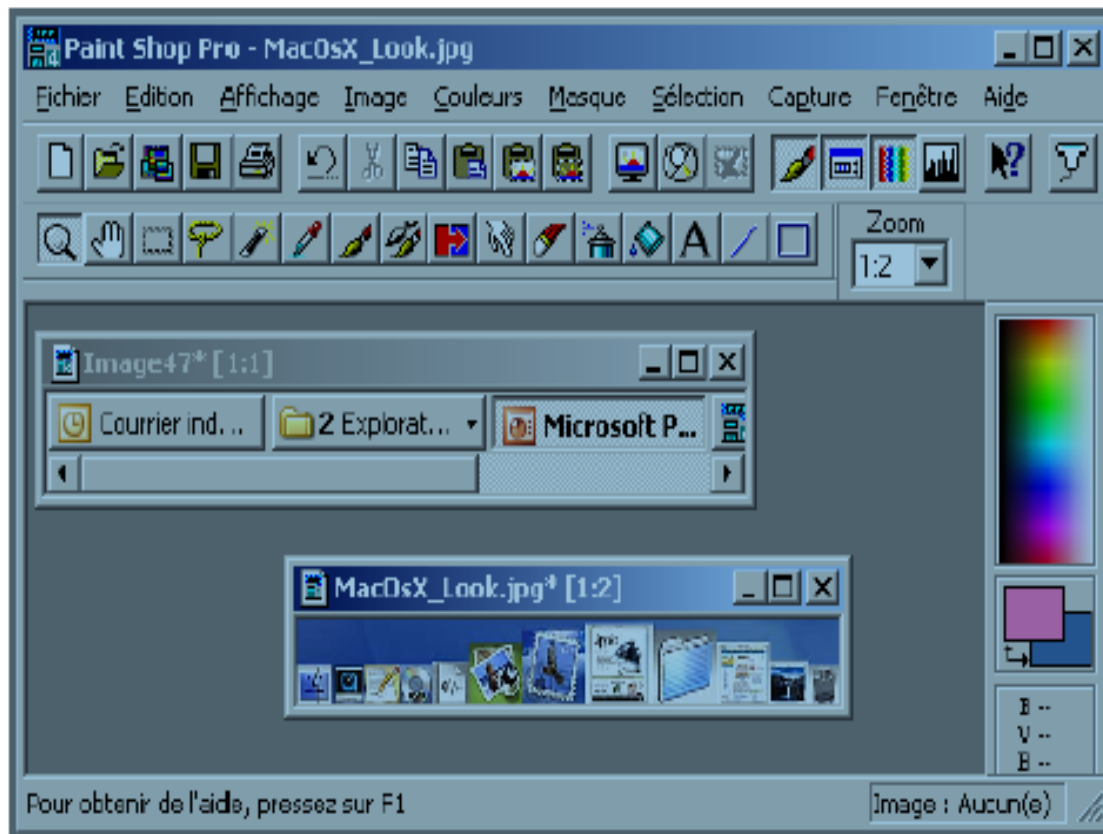 Paint Shop Pro - MacOsX_Look.jpg
Fichier Edition Affichage Image Couleurs Masque Sélection Capture Fenêtre Aide
Zoom
1:2
Image47* [1:1]
Courrier ind... 2 Explorat... Microsoft P...
MacOsX_Look.jpg* [1:2]
B --
V --
B --
Pour obtenir de l'aide, pressez sur F1 Image : Aucun(e)